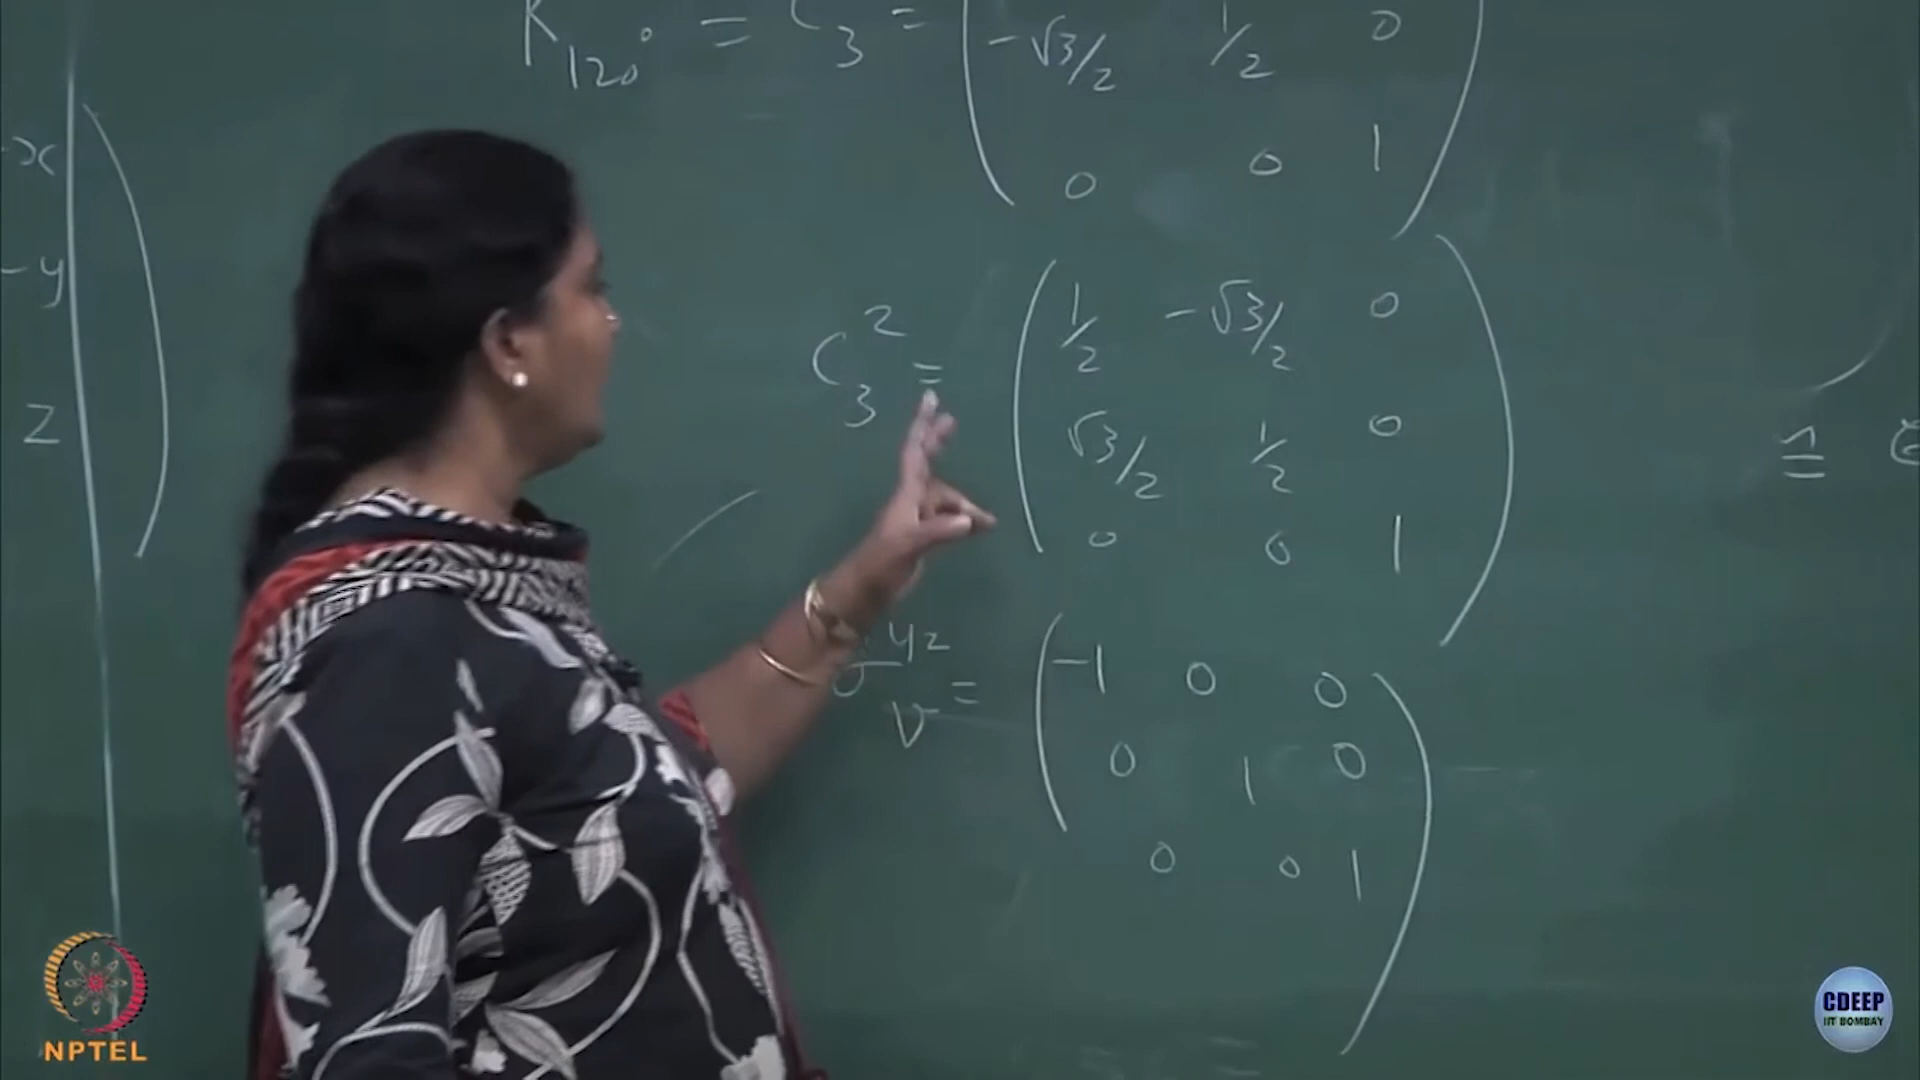 R120° = C3 =
-√3/2 1/2 0
0 0 1
-x
-y
z
C3^2 =
1/2 -√3/2 0
√3/2 1/2 0
0 0 1
σv^yz =
-1 0 0
0 1 0
0 0 1
NPTEL
CDEEP
IIT BOMBAY